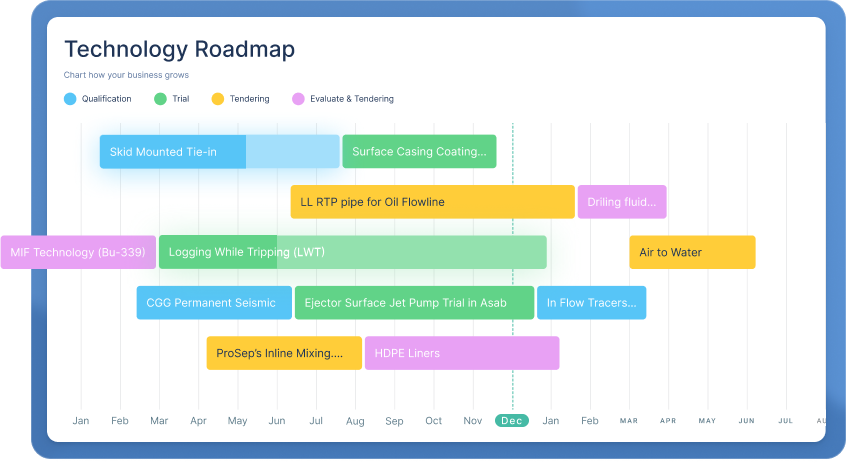 Technology Roadmap
Chart how your business grows
Qualification Trial Tendering Evaluate & Tendering
Skid Mounted Tie-in Surface Casing Coating...
LL RTP pipe for Oil Flowline Driling fluid...
MIF Technology (Bu-339) Logging While Tripping (LWT) Air to Water
CGG Permanent Seismic Ejector Surface Jet Pump Trial in Asab In Flow Tracers...
ProSep's Inline Mixing.... HDPE Liners
Jan Feb Mar Apr May Jun Jul Aug Sep Oct Nov Dec Jan Feb MAR APR MAY JUN JUL